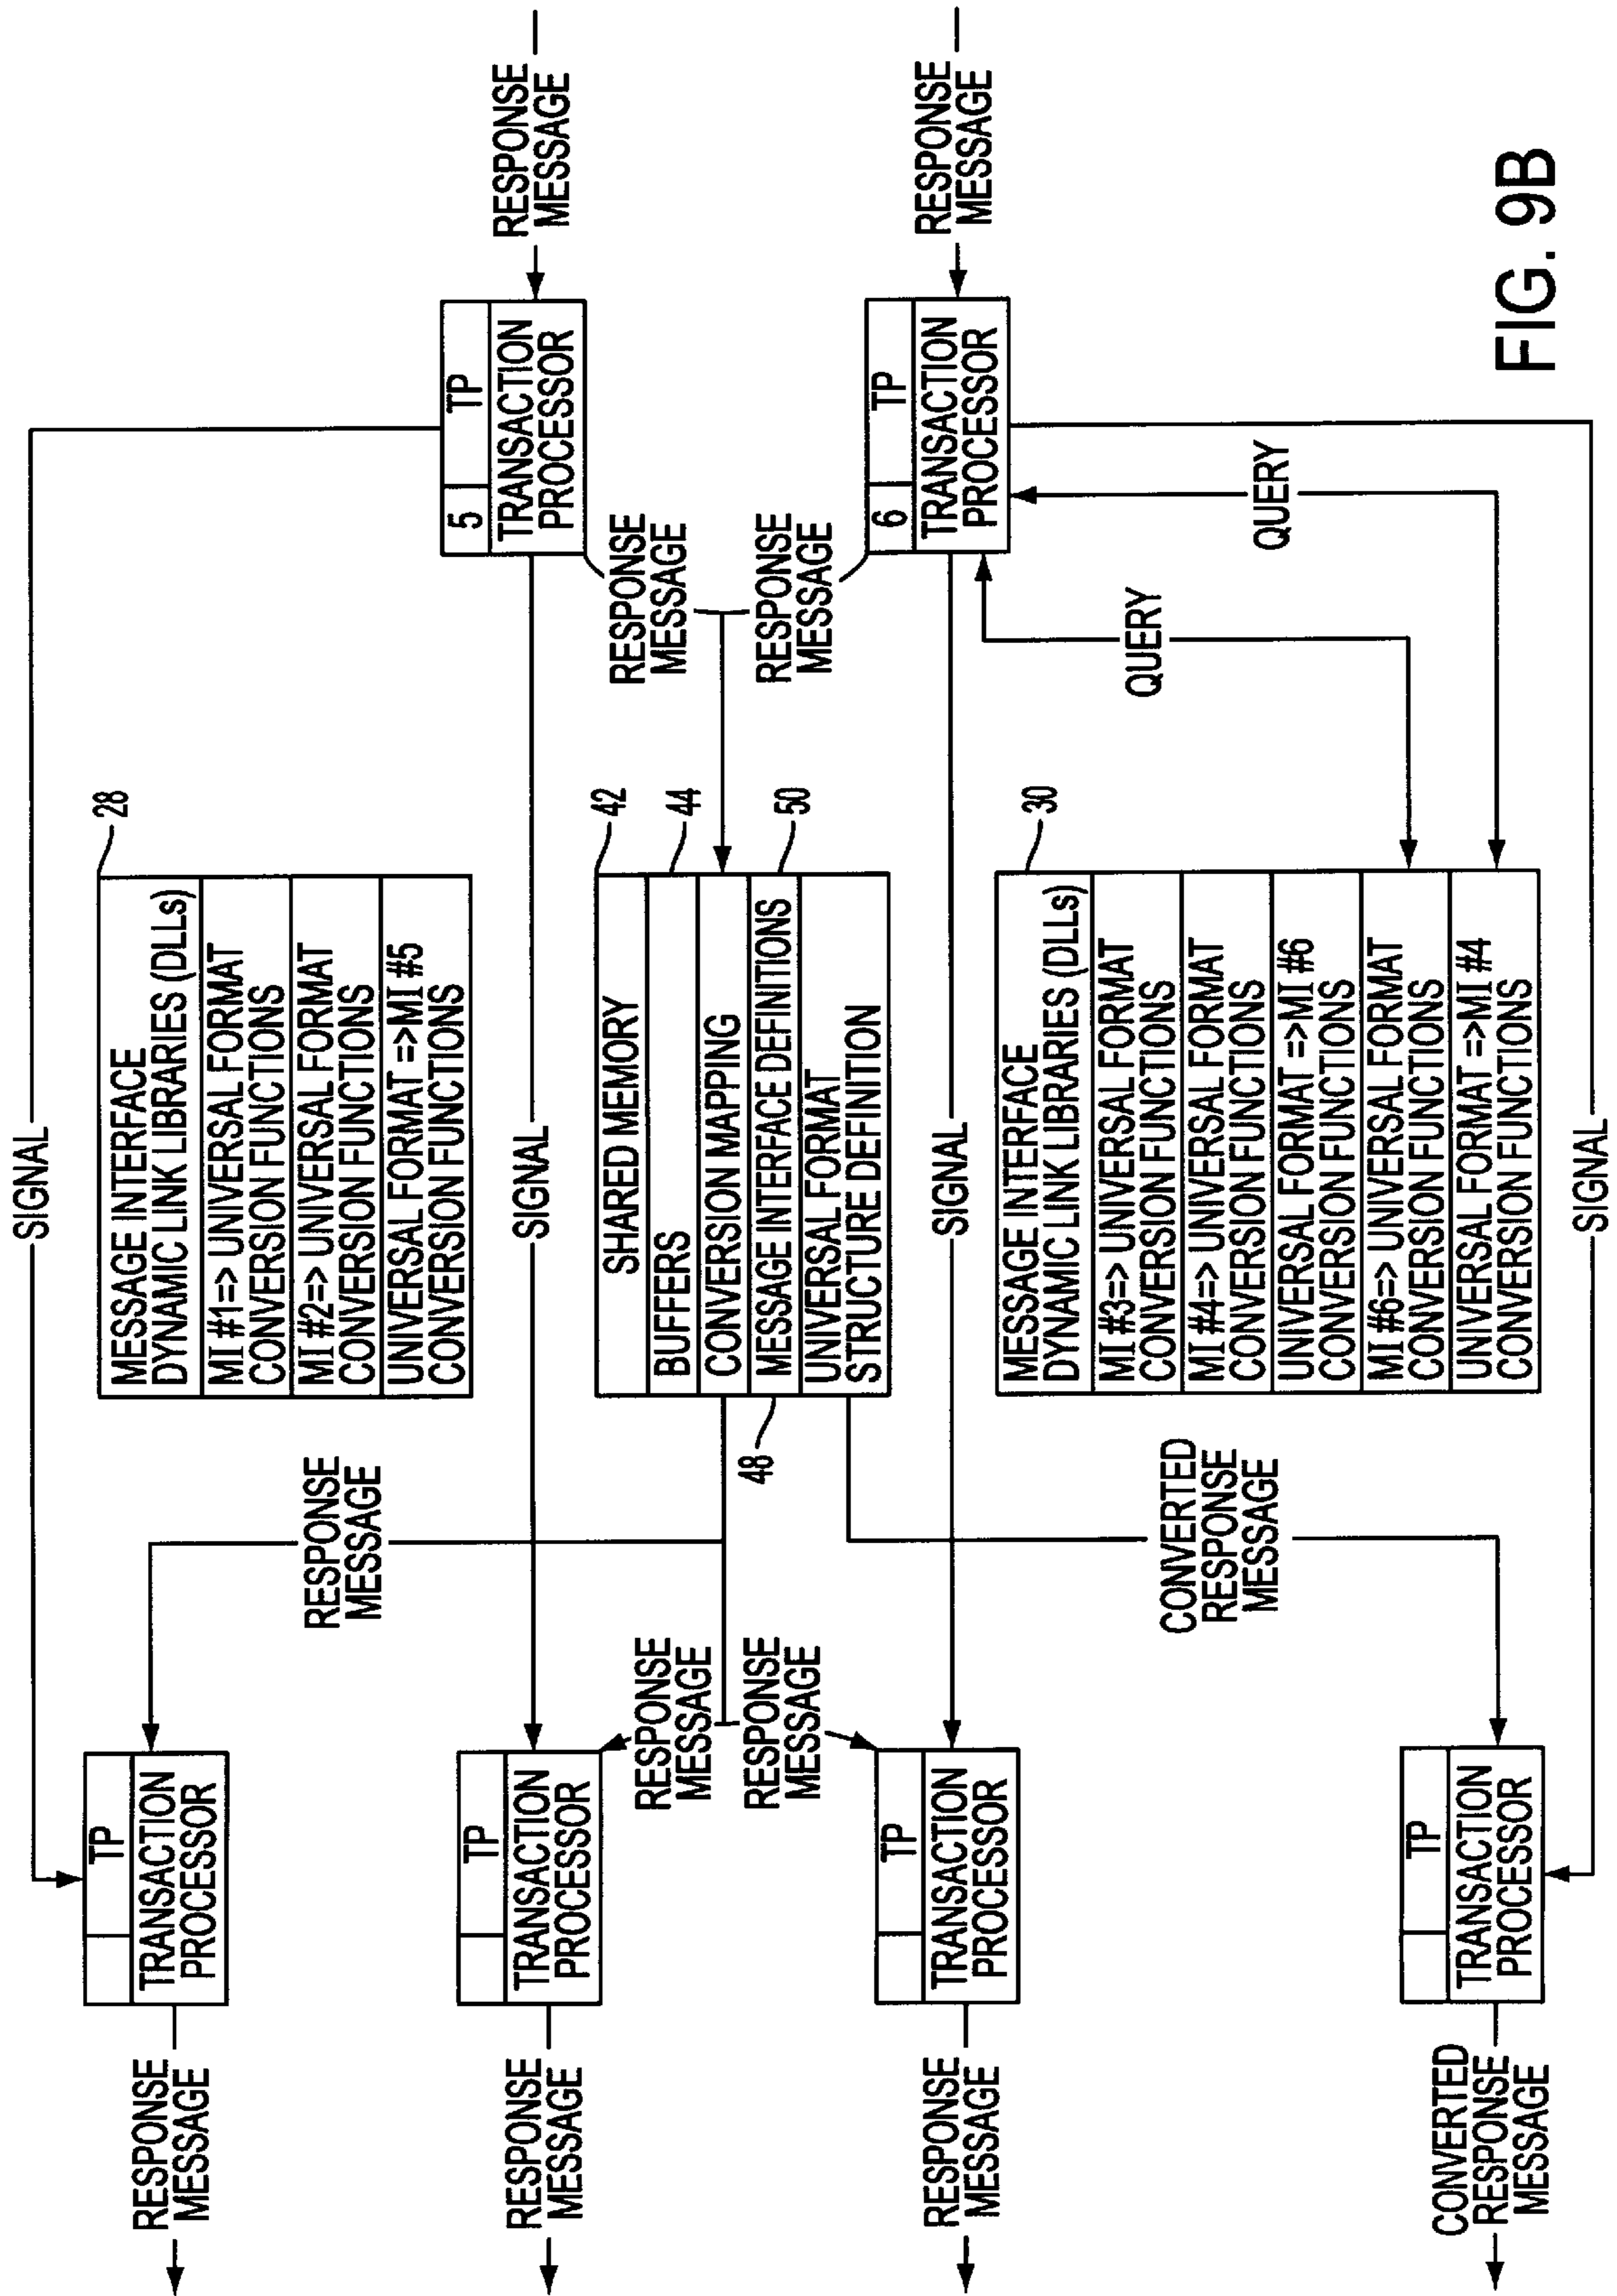 SIGNAL
TP
TRANSACTION
PROCESSOR
RESPONSE
MESSAGE
RESPONSE
MESSAGE
28
MESSAGE INTERFACE
DYNAMIC LINK LIBRARIES (DLLs)
MI #1=> UNIVERSAL FORMAT
CONVERSION FUNCTIONS
MI #2=> UNIVERSAL FORMAT
CONVERSION FUNCTIONS
UNIVERSAL FORMAT =>MI #5
CONVERSION FUNCTIONS
5
TP
TRANSACTION
PROCESSOR
RESPONSE
MESSAGE
SIGNAL
TP
TRANSACTION
PROCESSOR
RESPONSE
MESSAGE
RESPONSE
MESSAGE
RESPONSE
MESSAGE
42
44
50
48
SHARED MEMORY
BUFFERS
CONVERSION MAPPING
MESSAGE INTERFACE DEFINITIONS
UNIVERSAL FORMAT
STRUCTURE DEFINITION
RESPONSE
MESSAGE
RESPONSE
MESSAGE
6
TP
TRANSACTION
PROCESSOR
RESPONSE
MESSAGE
SIGNAL
TP
TRANSACTION
PROCESSOR
RESPONSE
MESSAGE
30
MESSAGE INTERFACE
DYNAMIC LINK LIBRARIES (DLLs)
MI #3=> UNIVERSAL FORMAT
CONVERSION FUNCTIONS
MI #4=> UNIVERSAL FORMAT
CONVERSION FUNCTIONS
UNIVERSAL FORMAT =>MI #6
CONVERSION FUNCTIONS
MI #6=> UNIVERSAL FORMAT
CONVERSION FUNCTIONS
UNIVERSAL FORMAT =>MI #4
CONVERSION FUNCTIONS
QUERY
QUERY
CONVERTED
RESPONSE
MESSAGE
TP
TRANSACTION
PROCESSOR
CONVERTED
RESPONSE
MESSAGE
SIGNAL
FIG. 9B